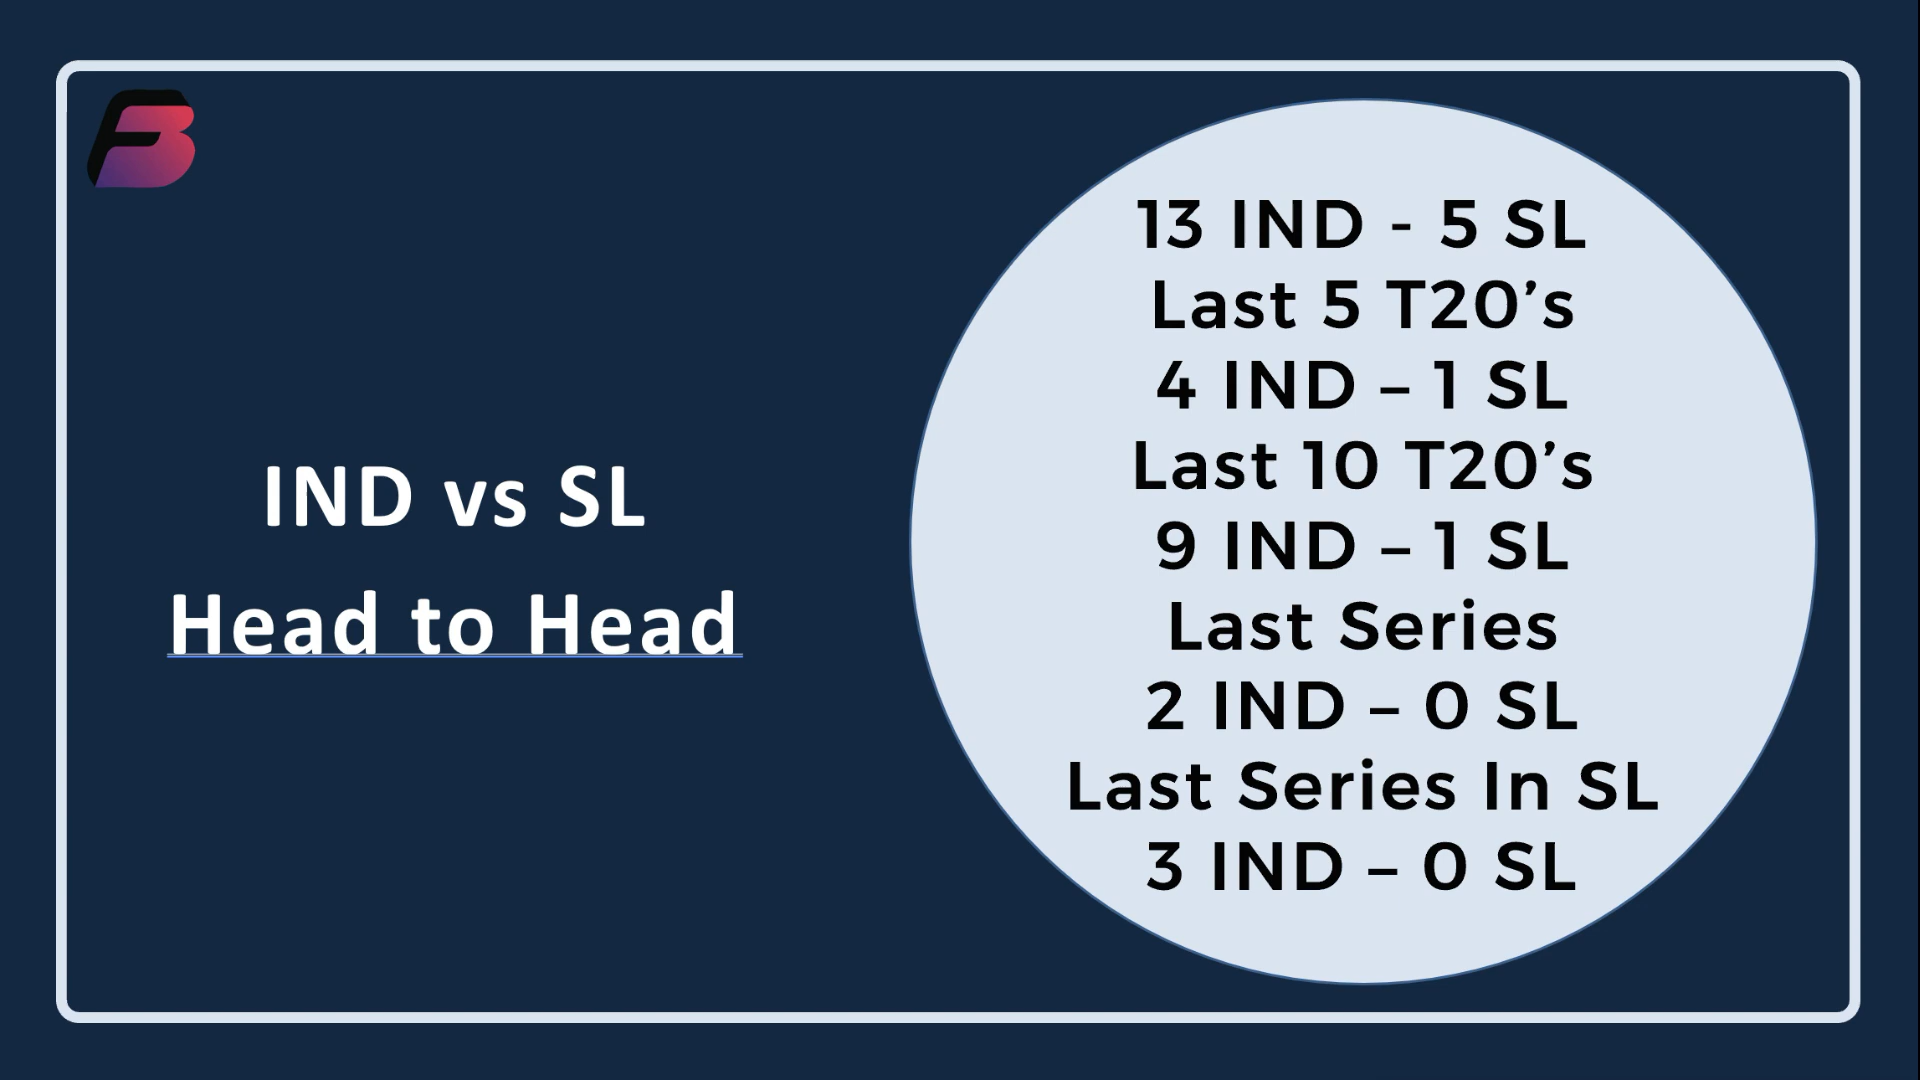 IND vs SL
Head to Head
13 IND - 5 SL
Last 5 T20’s
4 IND – 1 SL
Last 10 T20’s
9 IND – 1 SL
Last Series
2 IND – 0 SL
Last Series In SL
3 IND – 0 SL